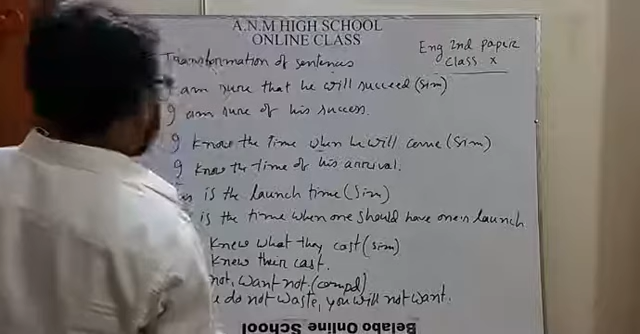 A.N.M HIGH SCHOOL
ONLINE CLASS
Eng 2nd paper
Class X
Transformation of sentences
I am sure that he will succeed (sim)
I am sure of his success.
I know the time when he will come (sim)
I know the time of his arrival.
is the launch time (Sim)
is the time when one should have one's launch
Knew what they cast (sim)
Knew their cast.
not, want not. (compd)
do not waste, you will not want.
Belabo Online School